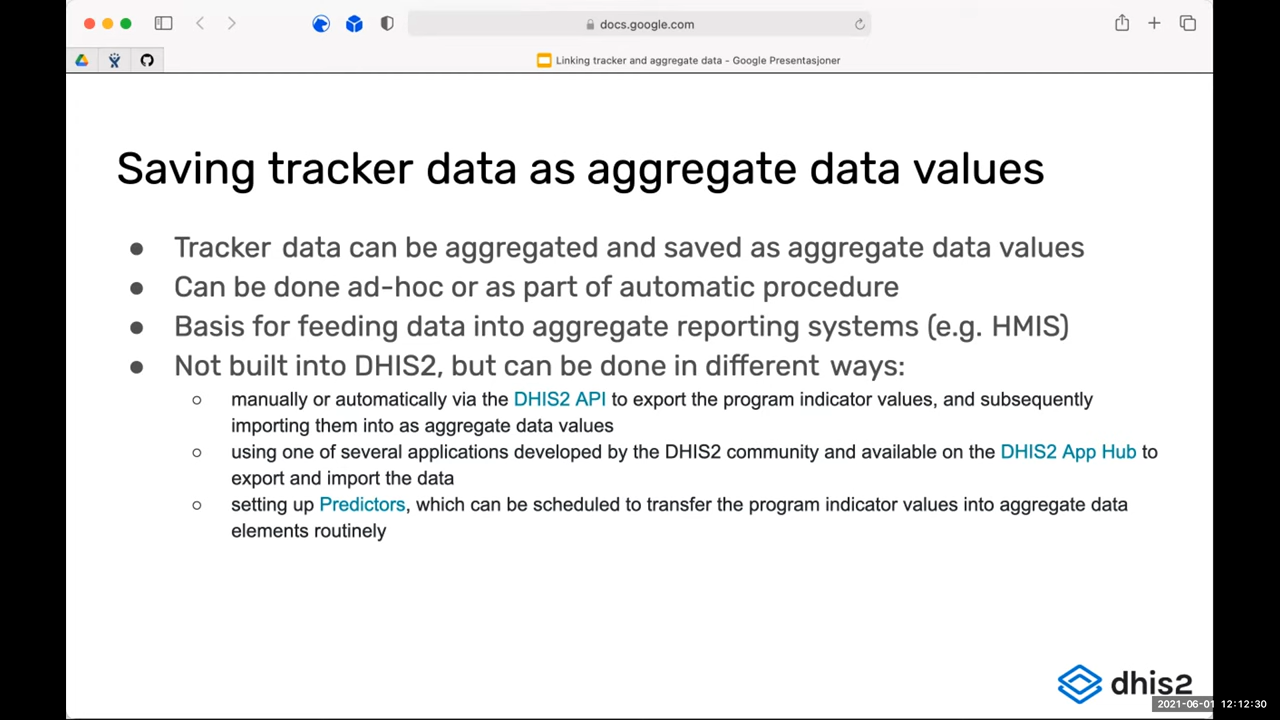 docs.google.com
Linking tracker and aggregate data - Google Presentasjoner
Saving tracker data as aggregate data values
● Tracker data can be aggregated and saved as aggregate data values
● Can be done ad-hoc or as part of automatic procedure
● Basis for feeding data into aggregate reporting systems (e.g. HMIS)
● Not built into DHIS2, but can be done in different ways:
○ manually or automatically via the DHIS2 API to export the program indicator values, and subsequently
importing them into as aggregate data values
○ using one of several applications developed by the DHIS2 community and available on the DHIS2 App Hub to
export and import the data
○ setting up Predictors, which can be scheduled to transfer the program indicator values into aggregate data
elements routinely
dhis2
2021-06-01 12:12:30